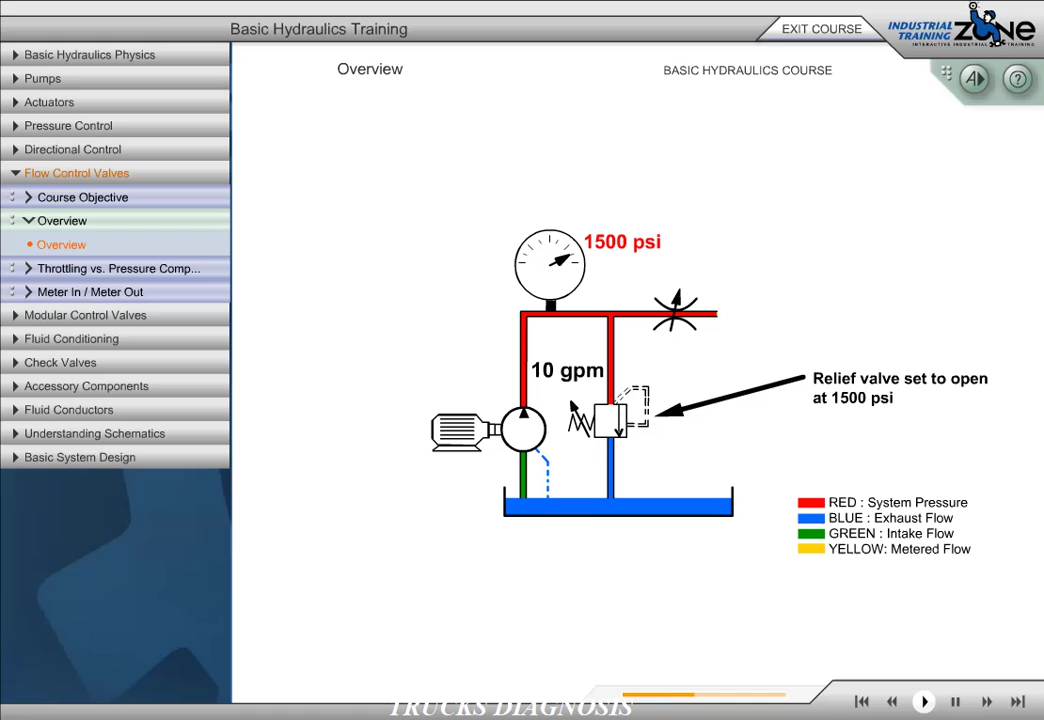 Basic Hydraulics Training
EXIT COURSE
INDUSTRIAL
TRAINING
ZONE
INTERACTIVE INDUSTRIAL TRAINING
A
?
Basic Hydraulics Physics
Pumps
Actuators
Pressure Control
Directional Control
Flow Control Valves
Course Objective
Overview
Overview
Throttling vs. Pressure Comp...
Meter In / Meter Out
Modular Control Valves
Fluid Conditioning
Check Valves
Accessory Components
Fluid Conductors
Understanding Schematics
Basic System Design
Overview
BASIC HYDRAULICS COURSE
1500 psi
10 gpm
Relief valve set to open
at 1500 psi
RED : System Pressure
BLUE : Exhaust Flow
GREEN : Intake Flow
YELLOW: Metered Flow
TRUCKS DIAGNOSIS